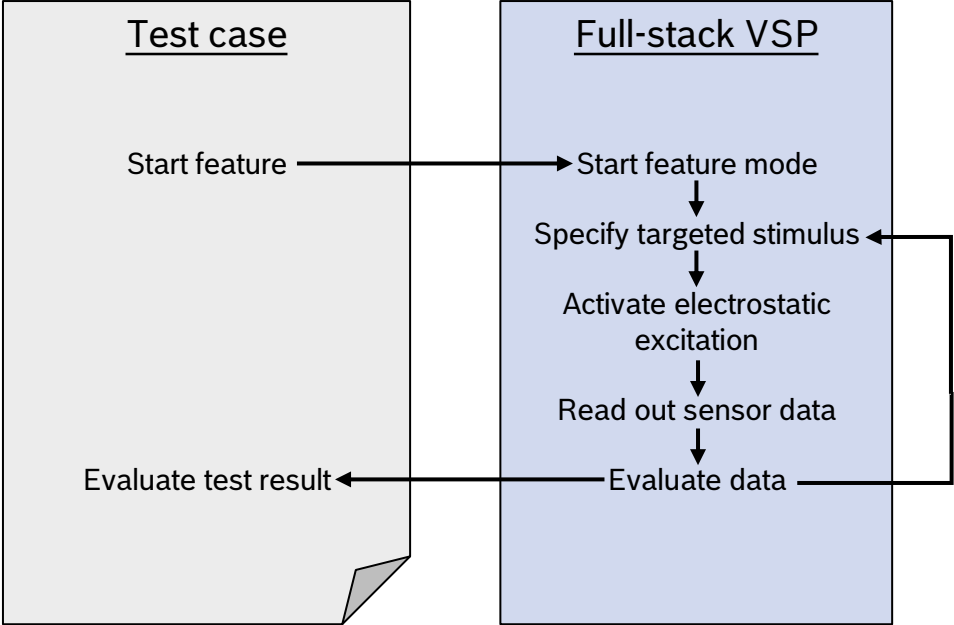 Test case
Full-stack VSP
Start feature
Start feature mode
Specify targeted stimulus
Activate electrostatic
excitation
Read out sensor data
Evaluate test result
Evaluate data